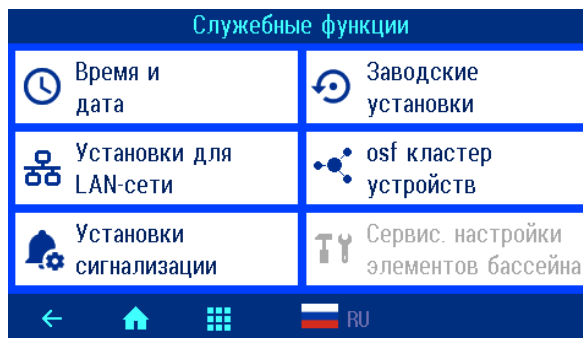 Служебные функции
Время и
дата
Заводские
установки
Установки для
LAN-сети
osf кластер
устройств
Установки
сигнализации
Сервис. настройки
элементов бассейна
RU